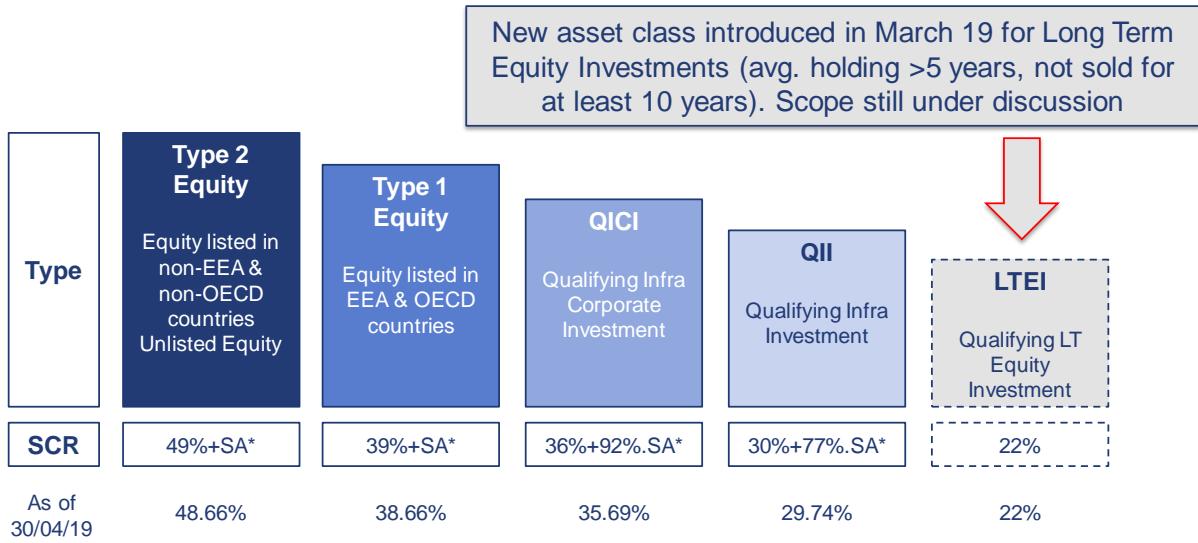 New asset class introduced in March 19 for Long Term
Equity Investments (avg. holding >5 years, not sold for
at least 10 years). Scope still under discussion
Type
Type 2
Equity
Equity listed in
non-EEA &
non-OECD
countries
Unlisted Equity
Type 1
Equity
Equity listed in
EEA & OECD
countries
QICI
Qualifying Infra
Corporate
Investment
QII
Qualifying Infra
Investment
LTEI
Qualifying LT
Equity
Investment
SCR
49%+SA*
39%+SA*
36%+92%.SA*
30%+77%.SA*
22%
As of
30/04/19
48.66%
38.66%
35.69%
29.74%
22%